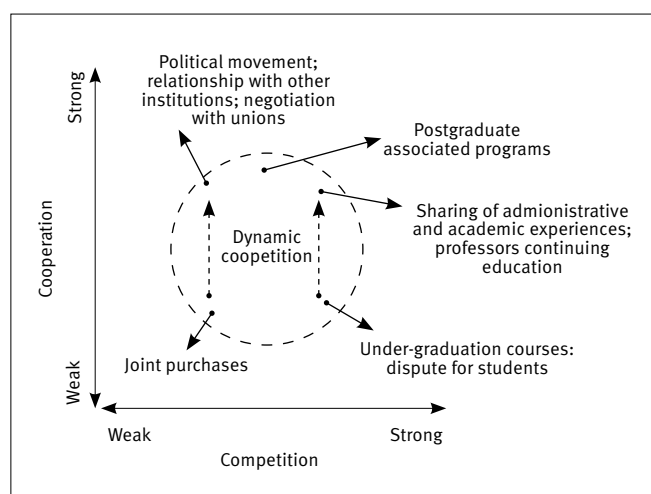 Political movement;
relationship with other
institutions; negotiation
with unions
Postgraduate
associated programs
Sharing of admionistrative
and academic experiences;
professors continuing
education
Dynamic
coopetition
Joint purchases
Under-graduation courses:
dispute for students
Strong
Cooperation
Weak
Weak
Strong
Competition